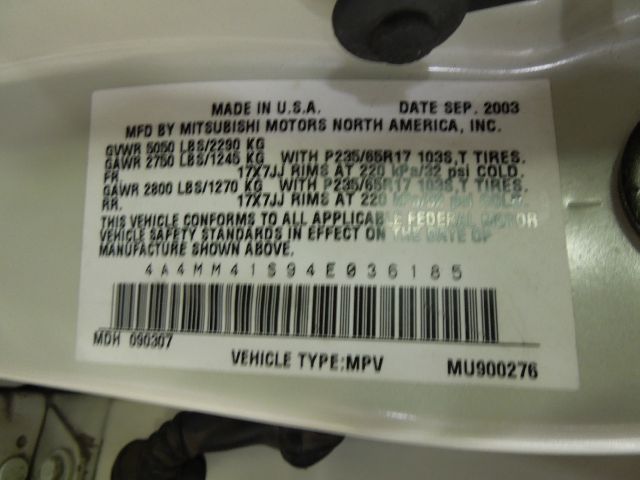 MADE IN U.S.A. DATE SEP. 2003
MFD BY MITSUBISHI MOTORS NORTH AMERICA, INC.
GVWR 5050 LBS/2290 KG
GAWR 2750 LBS/1245 KG WITH P235/65R17 103S,T TIRES.
FR. 17X7JJ RIMS AT 220 kPa/32 psi COLD.
GAWR 2800 LBS/1270 KG WITH P235/65R17 103S,T TIRES.
RR. 17X7JJ RIMS AT 220 kPa/32 psi COLD.
THIS VEHICLE CONFORMS TO ALL APPLICABLE FEDERAL MOTOR
VEHICLE SAFETY STANDARDS IN EFFECT ON THE DATE OF
MANUFACTURE SHOWN ABOVE.
4A4MM41S94E036185
MDH 090307
VEHICLE TYPE:MPV MU900276